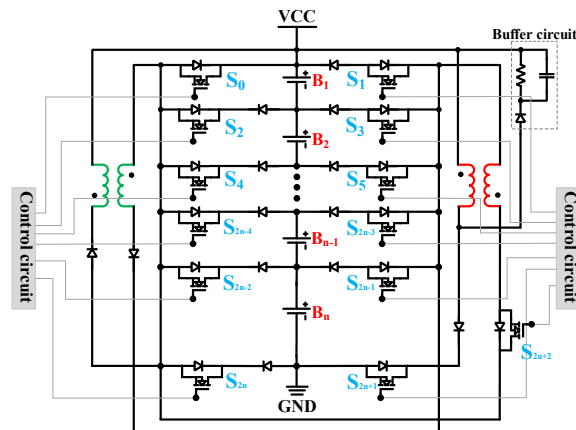 VCC
Buffer circuit
S0
B1
S1
S2
B2
S3
S4
S5
Control circuit
S2n-4
Bn-1
S2n-3
Control circuit
S2n-2
Bn
S2n-1
S2n+2
S2n
GND
S2n+1